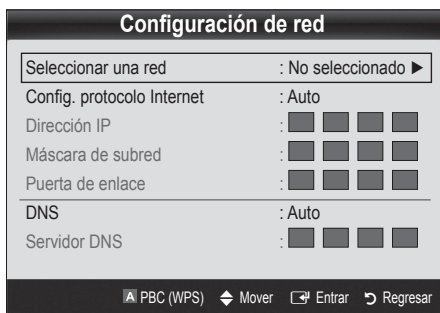 Configuración de red
Seleccionar una red : No seleccionado ▶
Config. protocolo Internet : Auto
Dirección IP :
Máscara de subred :
Puerta de enlace :
DNS : Auto
Servidor DNS :
A PBC (WPS) Mover Entrar Regresar